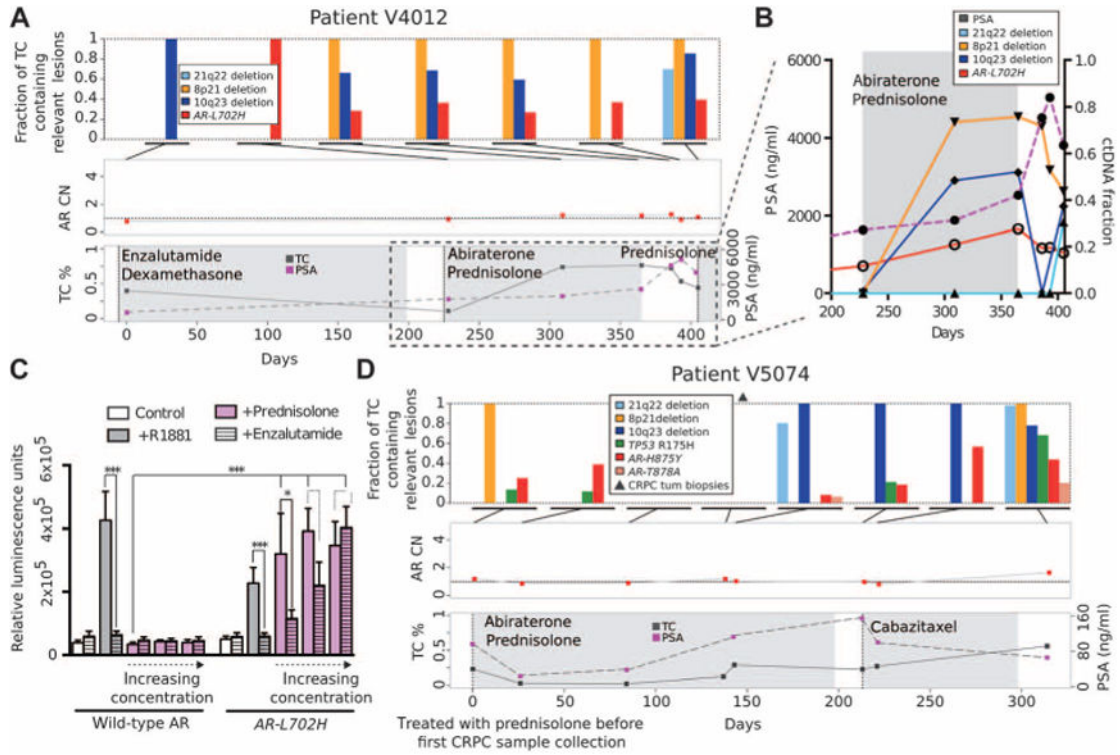 A
Patient V4012
Fraction of TC
containing
relevant lesions
1
0.8
0.6
0.4
0.2
0
21q22 deletion
8p21 deletion
10q23 deletion
AR-L702H
AR CN
4
2
0
TC %
1
0.5
0
Enzalutamide
Dexamethasone
TC
PSA
Abiraterone
Prednisolone
Prednisolone
6000
3000
0
PSA (ng/ml)
0
50
100
150
200
250
300
350
400
Days
B
PSA
21q22 deletion
8p21 deletion
10q23 deletion
AR-L702H
Abiraterone
Prednisolone
PSA (ng/ml)
6000
4000
2000
0
1.0
0.8
0.6
0.4
0.2
0.0
ctDNA fraction
200
250
300
350
400
Days
C
Control
+R1881
+Prednisolone
+Enzalutamide
Relative luminescence units
6x10⁵
4x10⁵
2x10⁵
0
***
***
***
*
Increasing
concentration
Increasing
concentration
Wild-type AR
AR-L702H
D
Patient V5074
Fraction of TC
containing
relevant lesions
1
0.8
0.6
0.4
0.2
0
21q22 deletion
8p21deletion
10q23 deletion
TP53 R175H
AR-H875Y
AR-T878A
CRPC tum biopsies
AR CN
4
2
0
TC %
1
0.5
0
Abiraterone
Prednisolone
TC
PSA
Cabazitaxel
160
80
0
PSA (ng/ml)
0
50
100
150
200
250
300
Treated with prednisolone before
first CRPC sample collection
Days